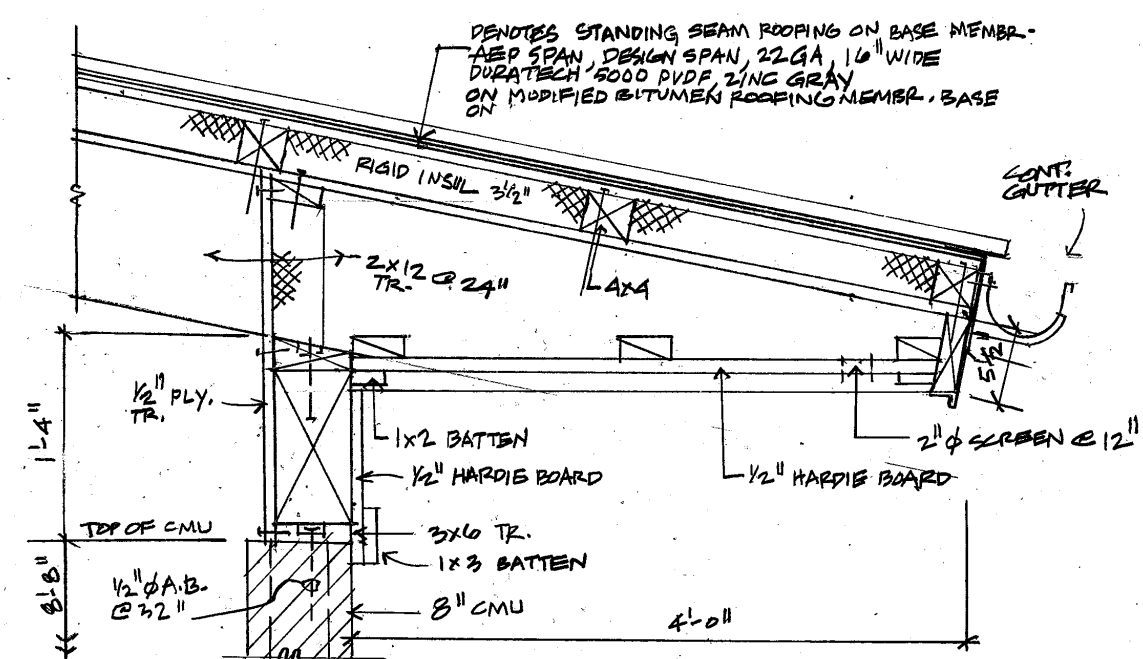 DENOTES STANDING SEAM ROOFING ON BASE MEMBR-
AEP SPAN, DESIGN SPAN, 22GA, 16" WIDE
DURATECH 5000 PVDF, ZINC GRAY
ON MODIFIED BITUMEN ROOFING MEMBR. BASE
ON
CONT.
GUTTER
RIGID INSUL 3½"
2x12
TR. @ 24"
4x4
5½"
½" PLY.
TR.
1'-4"
1x2 BATTEN
2"Ø SCREEN @ 12"
½" HARDIE BOARD
½" HARDIE BOARD
TOP OF CMU
3x6 TR.
1x3 BATTEN
8'-8"
½"Ø A.B.
@ 32"
8" CMU
4'-0"